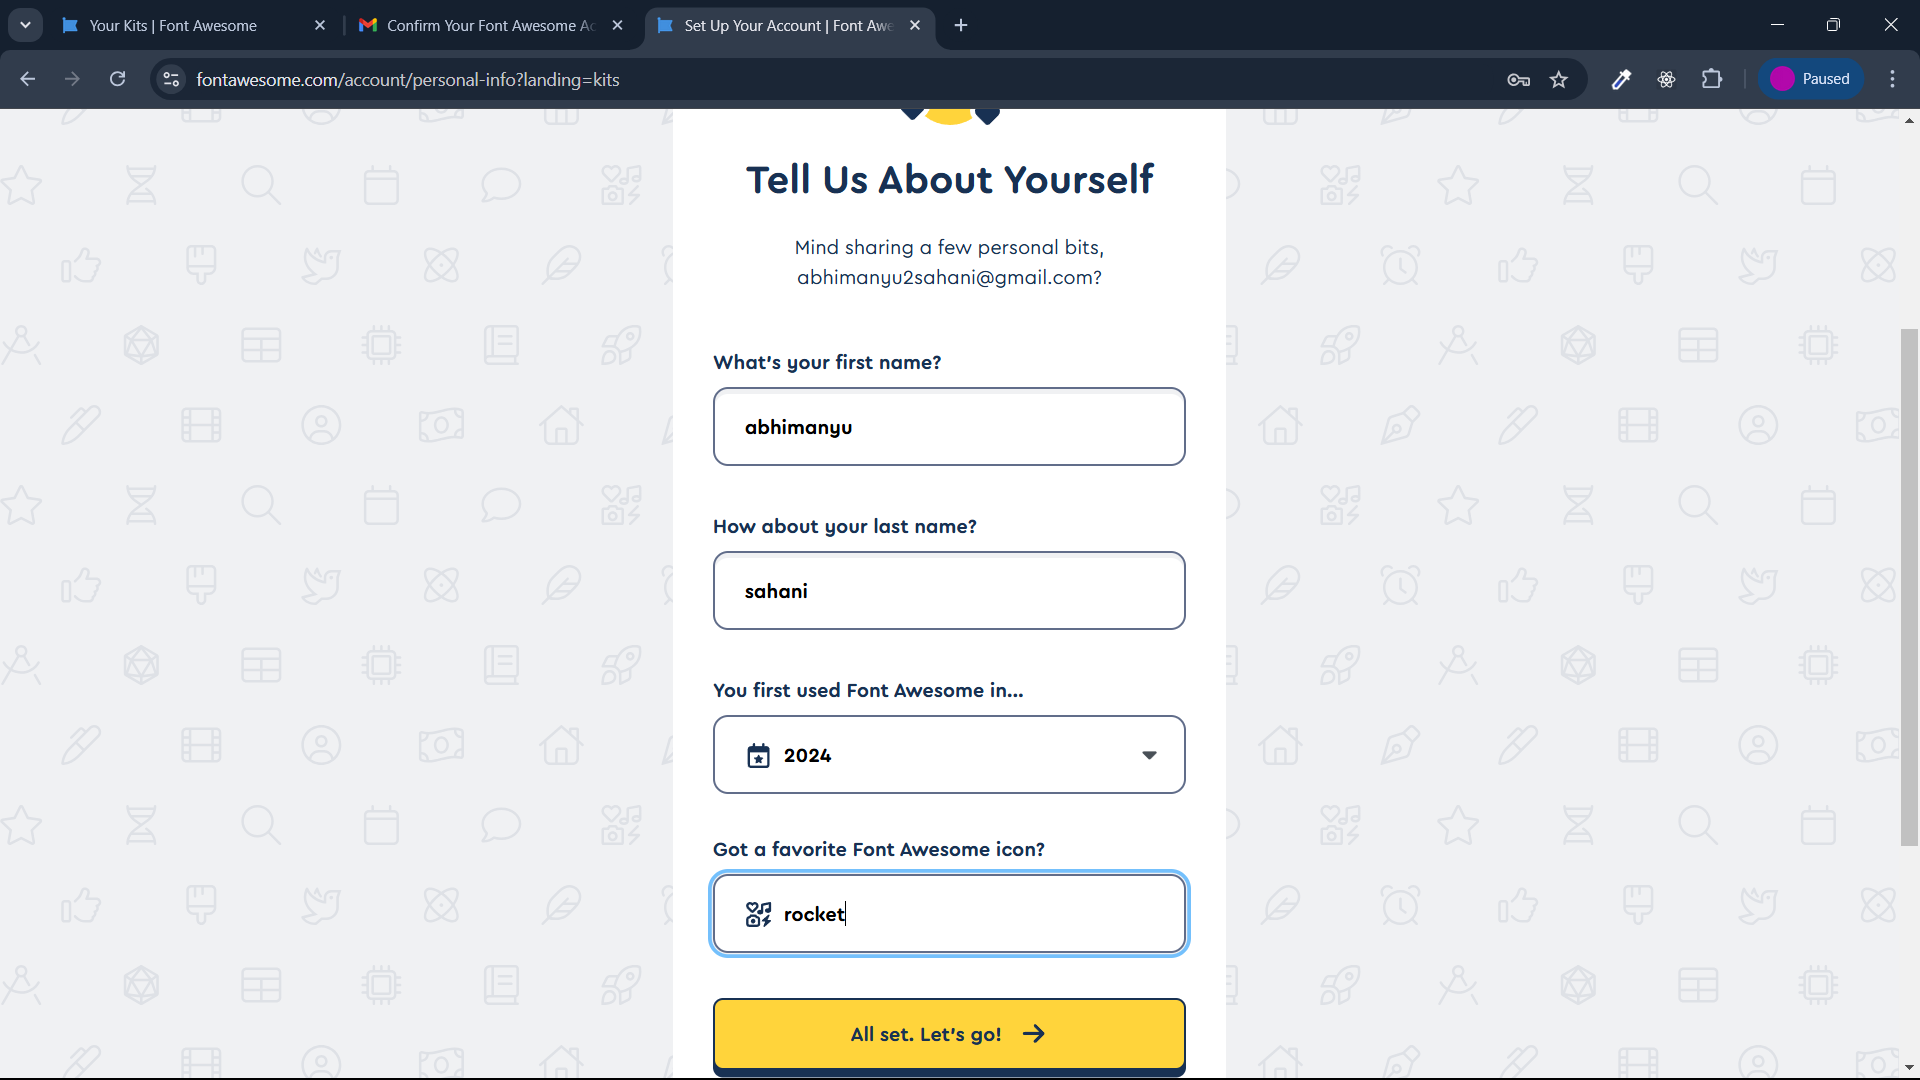 Your Kits | Font Awesome
Confirm Your Font Awesome Ac
Set Up Your Account | Font Awe
fontawesome.com/account/personal-info?landing=kits
Paused
Tell Us About Yourself
Mind sharing a few personal bits,
abhimanyu2sahani@gmail.com?
What's your first name?
abhimanyu
How about your last name?
sahani
You first used Font Awesome in...
2024
Got a favorite Font Awesome icon?
rocket
All set. Let's go!